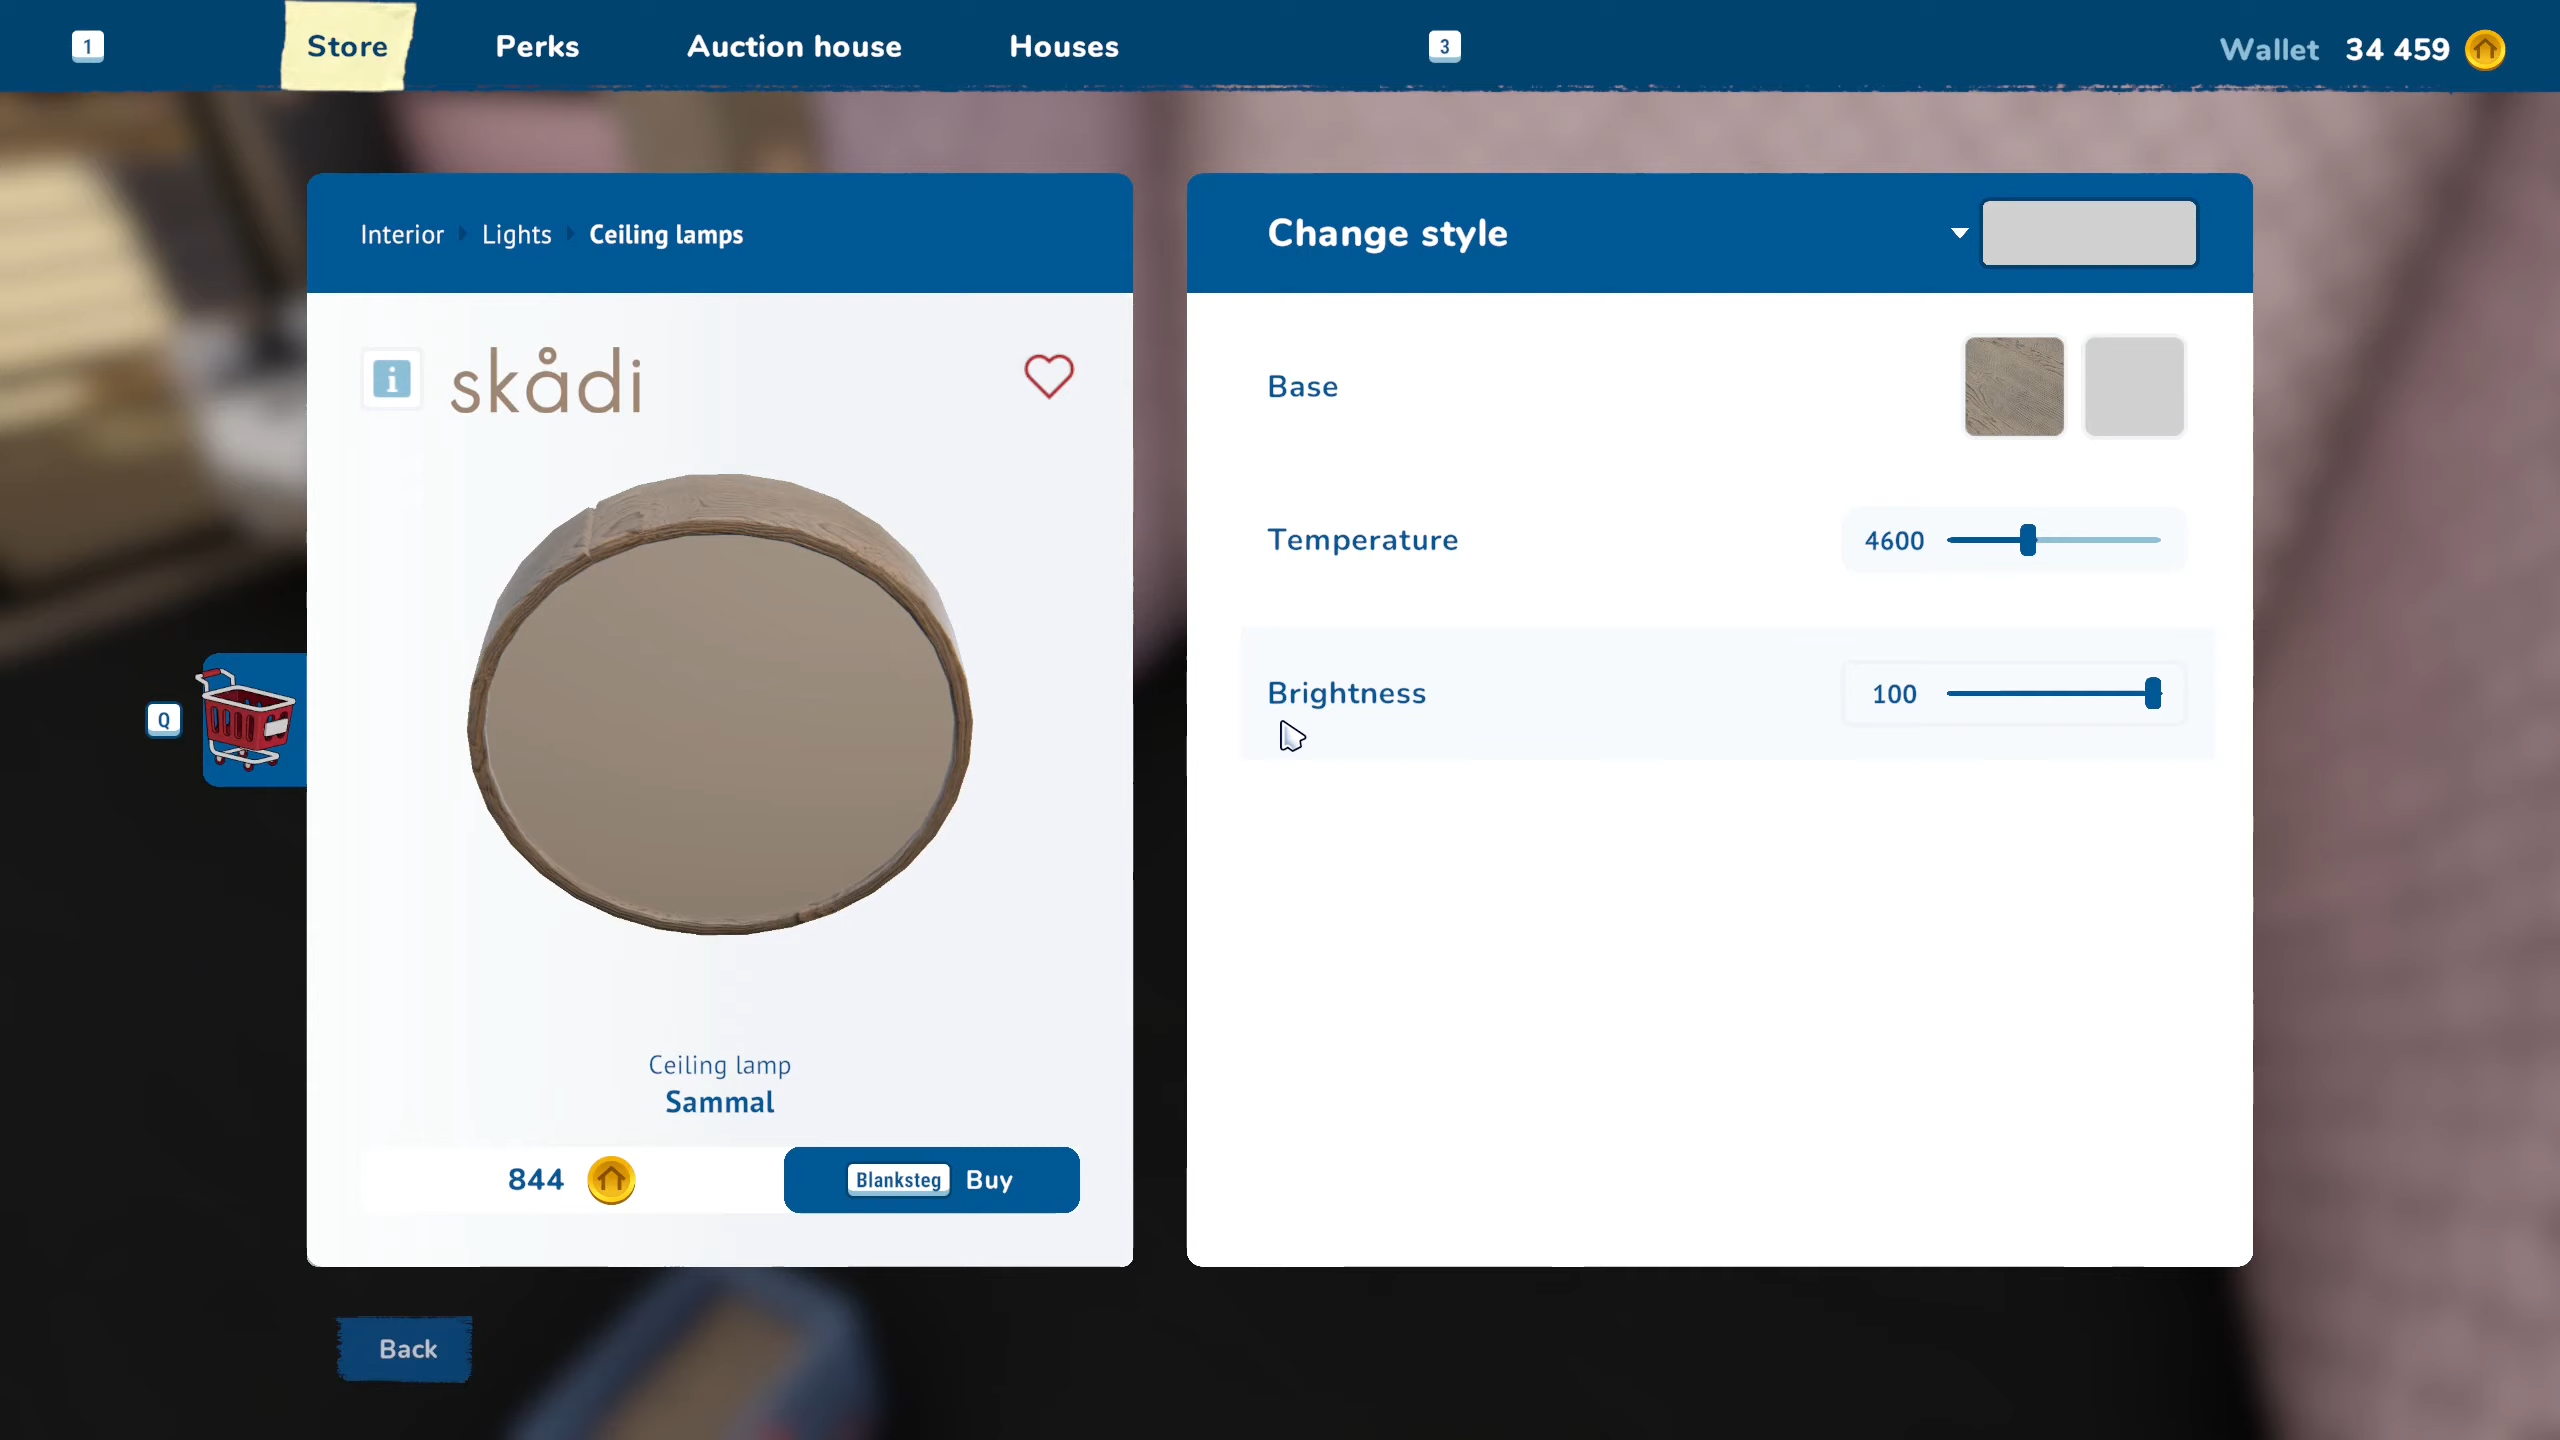 1
Store
Perks
Auction house
Houses
3
Wallet 34 459
Interior Lights Ceiling lamps
i
skådi
Ceiling lamp
Sammal
844
Blanksteg Buy
Change style
Base
Temperature
4600
Brightness
100
Q
Back